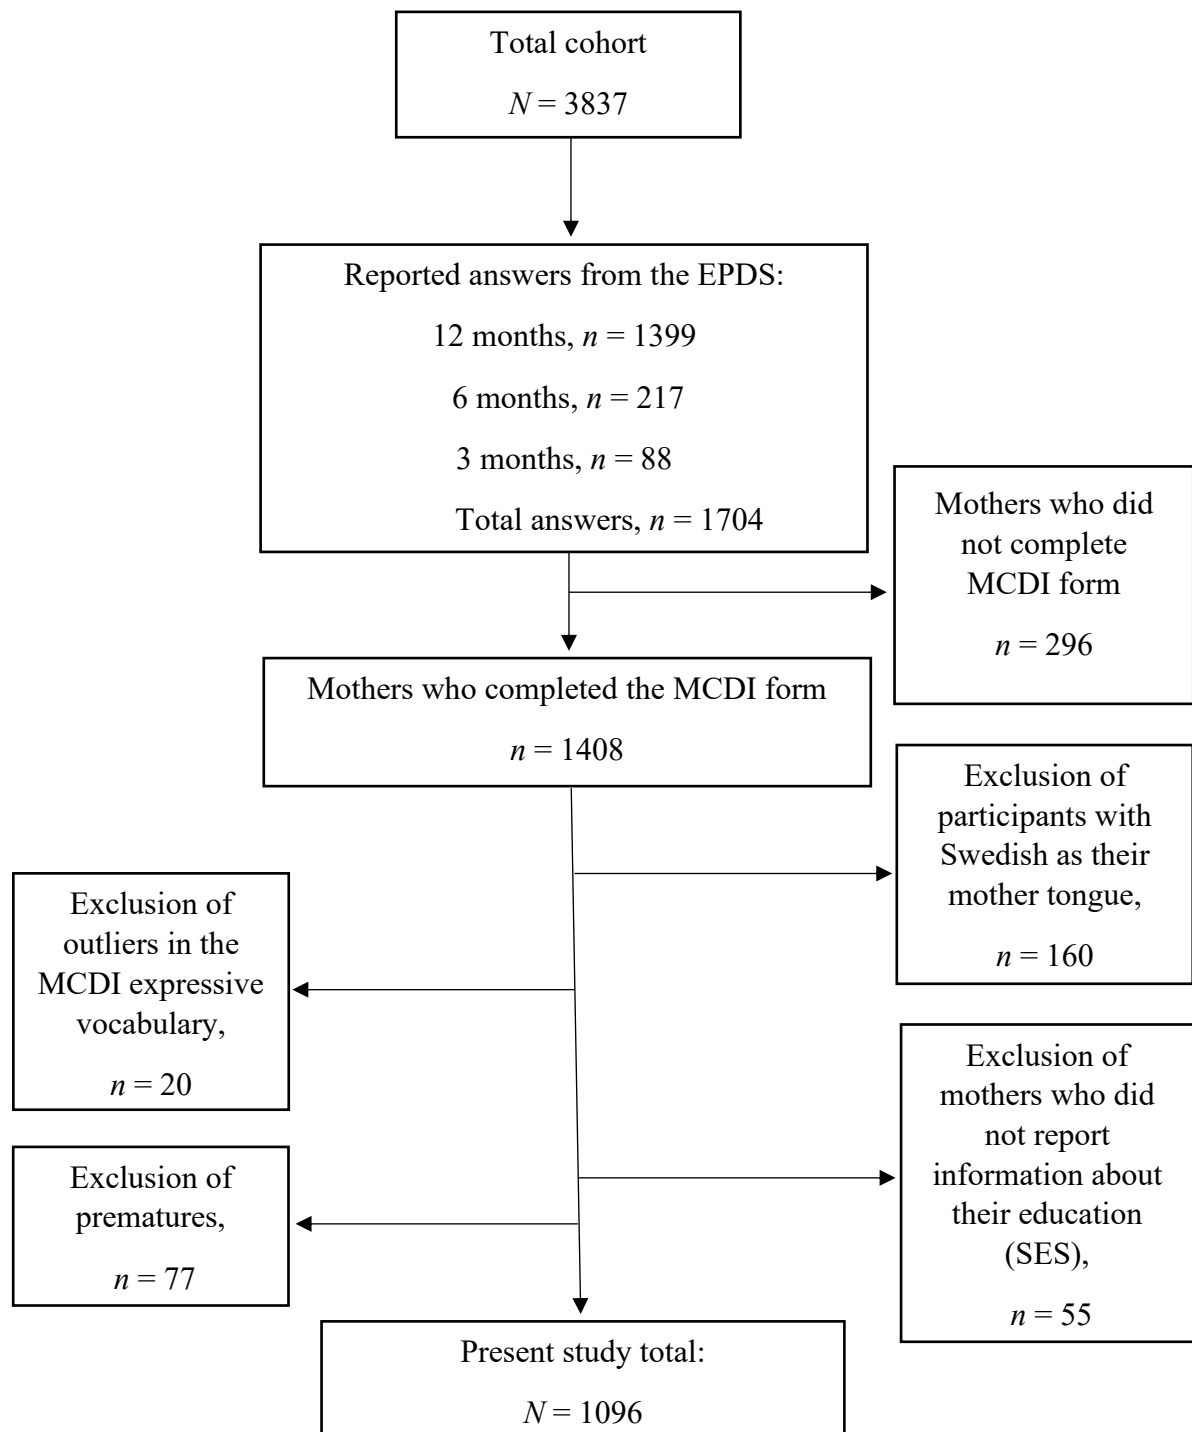 Total cohort
N = 3837
Reported answers from the EPDS:
12 months, n = 1399
6 months, n = 217
3 months, n = 88
Total answers, n = 1704
Mothers who did
not complete
MCDI form
n = 296
Mothers who completed the MCDI form
n = 1408
Exclusion of
participants with
Swedish as their
mother tongue,
n = 160
Exclusion of
outliers in the
MCDI expressive
vocabulary,
n = 20
Exclusion of
mothers who did
not report
information about
their education
(SES),
n = 55
Exclusion of
prematures,
n = 77
Present study total:
N = 1096